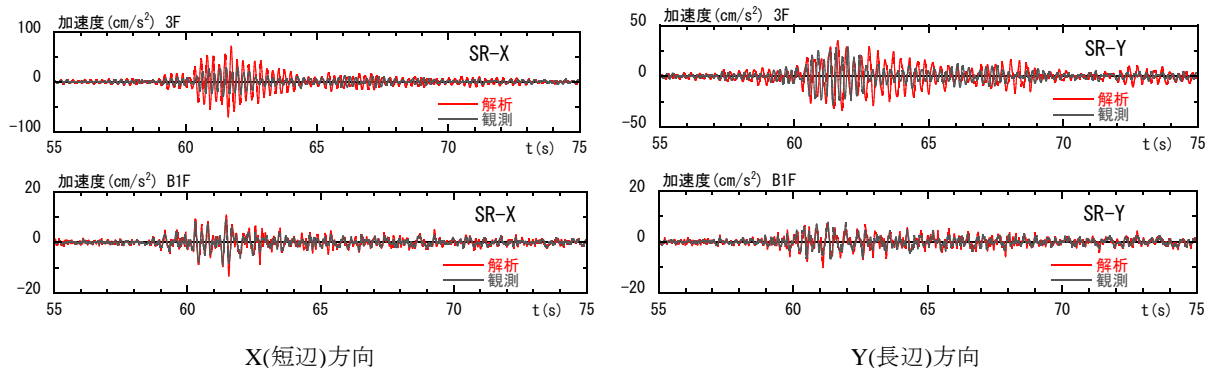 加速度(cm/s²) 3F
100
0
-100
SR-X
解析
観測
55 60 65 70 t(s) 75
加速度(cm/s²) B1F
20
0
-20
SR-X
解析
観測
55 60 65 70 t(s) 75
X(短辺)方向
加速度(cm/s²) 3F
50
0
-50
SR-Y
解析
観測
55 60 65 70 t(s) 75
加速度(cm/s²) B1F
20
0
-20
SR-Y
解析
観測
55 60 65 70 t(s) 75
Y(長辺)方向